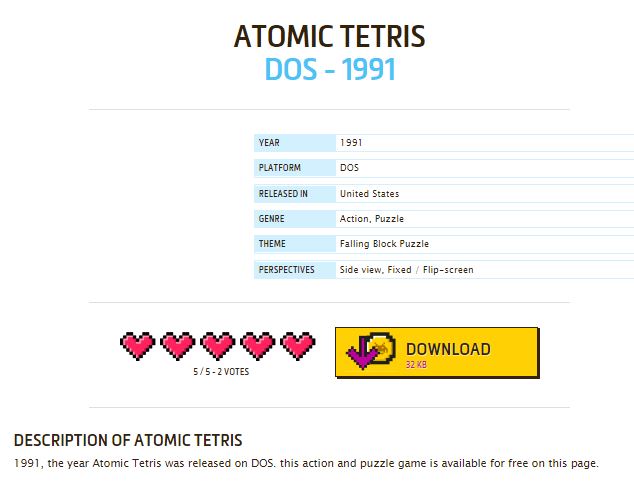 ATOMIC TETRIS
DOS - 1991
YEAR 1991
PLATFORM DOS
RELEASED IN United States
GENRE Action, Puzzle
THEME Falling Block Puzzle
PERSPECTIVES Side view, Fixed / Flip-screen
5 / 5 - 2 VOTES
DOWNLOAD
32 KB
DESCRIPTION OF ATOMIC TETRIS
1991, the year Atomic Tetris was released on DOS. this action and puzzle game is available for free on this page.